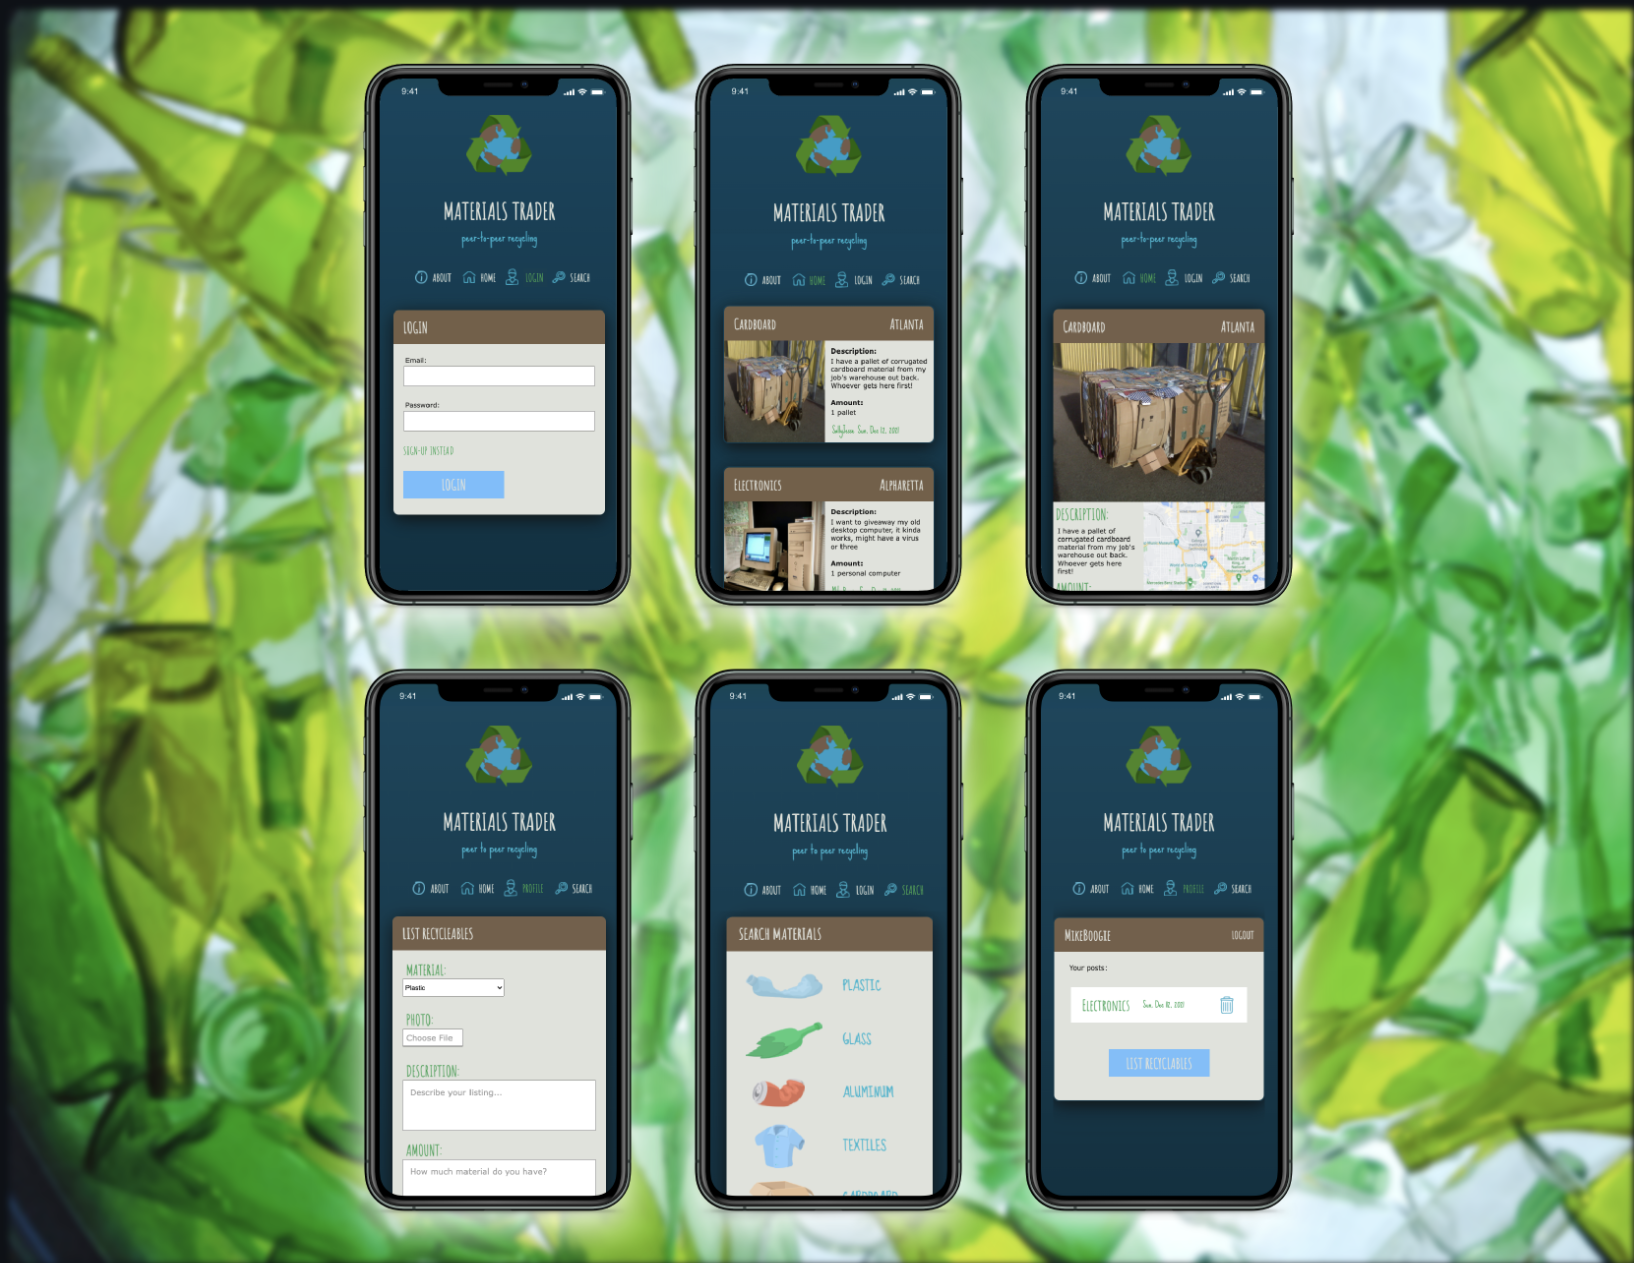 9:41
MATERIALS TRADER
peer-to-peer recycling
ABOUT HOME LOGIN SEARCH
LOGIN
Email:
Password:
SIGN-UP INSTEAD
LOGIN
9:41
MATERIALS TRADER
peer-to-peer recycling
ABOUT HOME LOGIN SEARCH
CARDBOARD ATLANTA
Description:
I have a pallet of corrugated
cardboard material from my
job's warehouse out back.
Whoever gets here first!
Amount:
1 pallet
Sun, Dec 12, 2021
ELECTRONICS ALPHARETTA
Description:
I want to giveaway my old
desktop computer, it kinda
works, might have a virus
or three
Amount:
1 personal computer
9:41
MATERIALS TRADER
peer-to-peer recycling
ABOUT HOME LOGIN SEARCH
CARDBOARD ATLANTA
DESCRIPTION:
I have a pallet of
corrugated cardboard
material from my job's
warehouse out back.
Whoever gets here
first!
AMOUNT:
9:41
MATERIALS TRADER
peer to peer recycling
ABOUT HOME PROFILE SEARCH
LIST RECYCLEABLES
MATERIAL:
Plastic
PHOTO:
Choose File
DESCRIPTION:
Describe your listing...
AMOUNT:
How much material do you have?
9:41
MATERIALS TRADER
peer to peer recycling
ABOUT HOME LOGIN SEARCH
SEARCH MATERIALS
PLASTIC
GLASS
ALUMINUM
TEXTILES
CARDBOARD
9:41
MATERIALS TRADER
peer to peer recycling
ABOUT HOME PROFILE SEARCH
MIKEBOOGIE LOGOUT
Your posts:
ELECTRONICS Sun, Dec 12, 2021
LIST RECYCLABLES